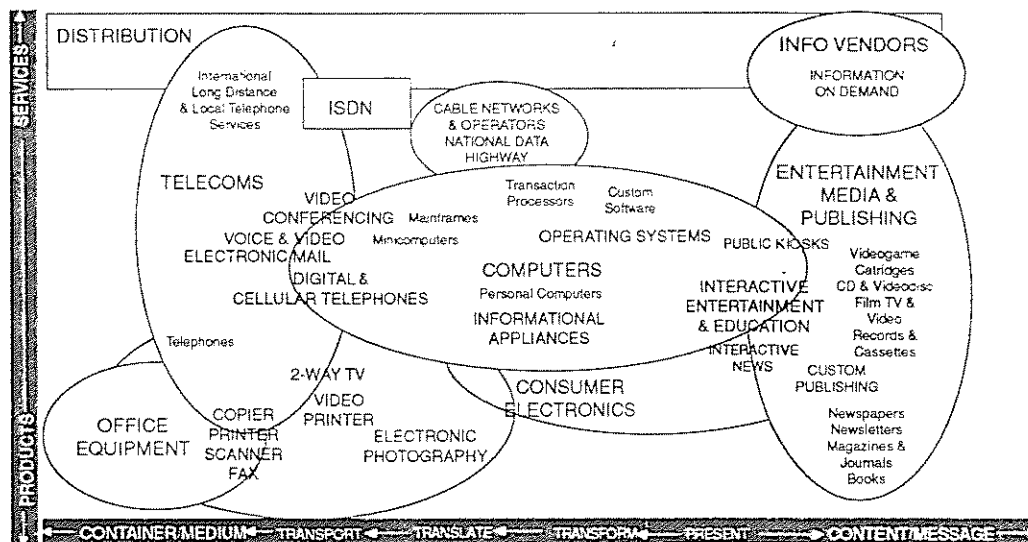 SERVICES
PRODUCTS
DISTRIBUTION
International
Long Distance
& Local Telephone
Services
ISDN
CABLE NETWORKS
& OPERATORS
NATIONAL DATA
HIGHWAY
INFO VENDORS
INFORMATION
ON DEMAND
TELECOMS
VIDEO
CONFERENCING
VOICE & VIDEO
ELECTRONIC MAIL
DIGITAL &
CELLULAR TELEPHONES
Telephones
Mainframes
Minicomputers
Transaction
Processors
Custom
Software
OPERATING SYSTEMS
COMPUTERS
Personal Computers
INFORMATIONAL
APPLIANCES
PUBLIC KIOSKS
INTERACTIVE
ENTERTAINMENT
& EDUCATION
INTERACTIVE
NEWS
ENTERTAINMENT
MEDIA &
PUBLISHING
Videogame
Catridges
CD & Videodisc
Film TV &
Video
Records &
Cassettes
CUSTOM
PUBLISHING
Newspapers
Newsletters
Magazines &
Journals
Books
OFFICE
EQUIPMENT
COPIER
PRINTER
SCANNER
FAX
2-WAY TV
VIDEO
PRINTER
ELECTRONIC
PHOTOGRAPHY
CONSUMER
ELECTRONICS
CONTAINER/MEDIUM TRANSPORT TRANSLATE TRANSFORM PRESENT CONTENT/MESSAGE